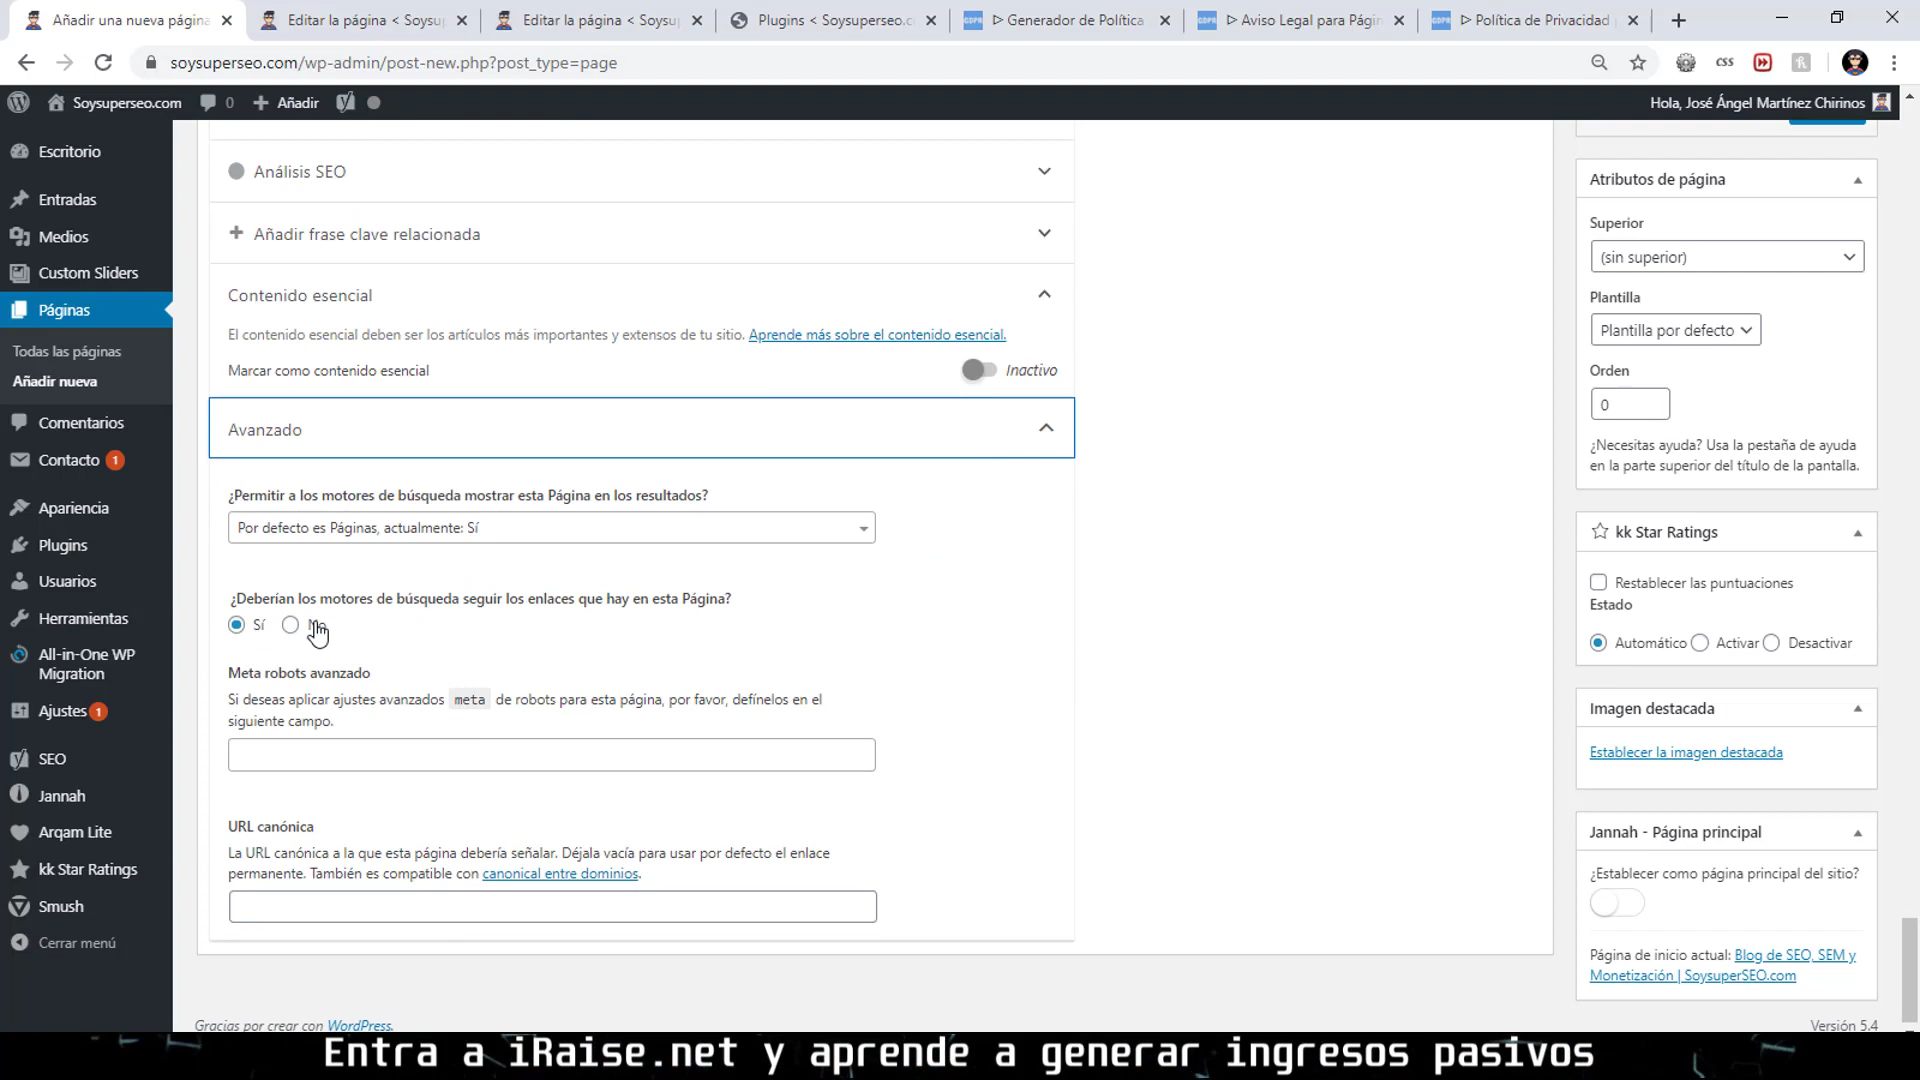 Añadir una nueva página
Editar la página < Soysup
Editar la página < Soysup
Plugins < Soysuperseo.c
▷ Generador de Política
▷ Aviso Legal para Págin
▷ Política de Privacidad
soysuperseo.com/wp-admin/post-new.php?post_type=page
CSS
Soysuperseo.com
0
Añadir
Hola, José Ángel Martínez Chirinos
Escritorio
Entradas
Medios
Custom Sliders
Páginas
Todas las páginas
Añadir nueva
Comentarios
Contacto 1
Apariencia
Plugins
Usuarios
Herramientas
All-in-One WP
Migration
Ajustes 1
SEO
Jannah
Arqam Lite
kk Star Ratings
Smush
Cerrar menú
Análisis SEO
Añadir frase clave relacionada
Contenido esencial
El contenido esencial deben ser los artículos más importantes y extensos de tu sitio. Aprende más sobre el contenido esencial.
Marcar como contenido esencial
Inactivo
Avanzado
¿Permitir a los motores de búsqueda mostrar esta Página en los resultados?
Por defecto es Páginas, actualmente: Sí
¿Deberían los motores de búsqueda seguir los enlaces que hay en esta Página?
Sí
No
Meta robots avanzado
Si deseas aplicar ajustes avanzados meta de robots para esta página, por favor, defínelos en el
siguiente campo.
URL canónica
La URL canónica a la que esta página debería señalar. Déjala vacía para usar por defecto el enlace
permanente. También es compatible con canonical entre dominios.
Atributos de página
Superior
(sin superior)
Plantilla
Plantilla por defecto
Orden
0
¿Necesitas ayuda? Usa la pestaña de ayuda
en la parte superior del título de la pantalla.
kk Star Ratings
Restablecer las puntuaciones
Estado
Automático Activar Desactivar
Imagen destacada
Establecer la imagen destacada
Jannah - Página principal
¿Establecer como página principal del sitio?
Página de inicio actual: Blog de SEO, SEM y
Monetización | SoysuperSEO.com
Gracias por crear con WordPress.
Versión 5.4
Entra a iRaise.net y aprende a generar ingresos pasivos